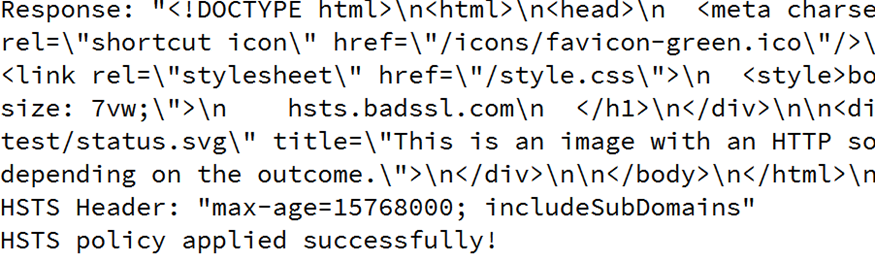 Response: "<!DOCTYPE html>\n<html>\n<head>\n  <meta charse
rel=\"shortcut icon\" href=\"/icons/favicon-green.ico\"/>\
<link rel=\"stylesheet\" href=\"/style.css\">\n  <style>bo
size: 7vw;\">\n    hsts.badssl.com\n  </h1>\n</div>\n\n<di
test/status.svg\" title=\"This is an image with an HTTP so
depending on the outcome.\">\n</div>\n\n</body>\n</html>\n
HSTS Header: "max-age=15768000; includeSubDomains"
HSTS policy applied successfully!